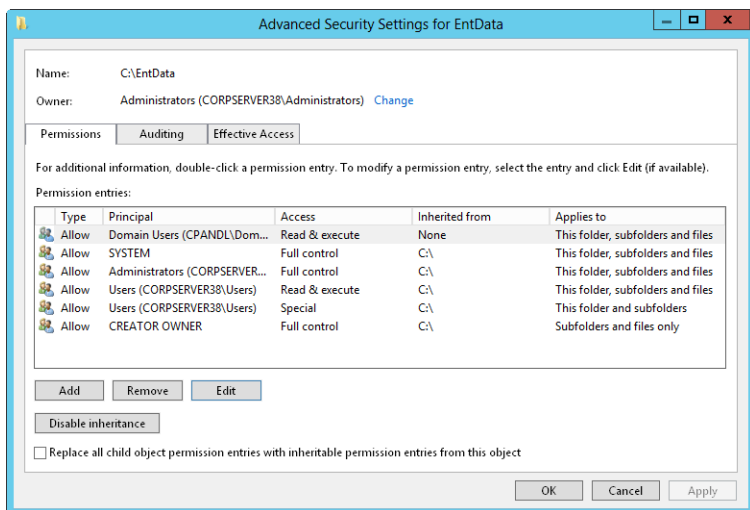 Advanced Security Settings for EntData
Name: C:\EntData
Owner: Administrators (CORPSERVER38\Administrators) Change
Permissions Auditing Effective Access
For additional information, double-click a permission entry. To modify a permission entry, select the entry and click Edit (if available).
Permission entries:
Type Principal Access Inherited from Applies to
Allow Domain Users (CPANDL\Dom... Read & execute None This folder, subfolders and files
Allow SYSTEM Full control C:\ This folder, subfolders and files
Allow Administrators (CORPSERVER... Full control C:\ This folder, subfolders and files
Allow Users (CORPSERVER38\Users) Read & execute C:\ This folder, subfolders and files
Allow Users (CORPSERVER38\Users) Special C:\ This folder and subfolders
Allow CREATOR OWNER Full control C:\ Subfolders and files only
Add Remove Edit
Disable inheritance
Replace all child object permission entries with inheritable permission entries from this object
OK Cancel Apply